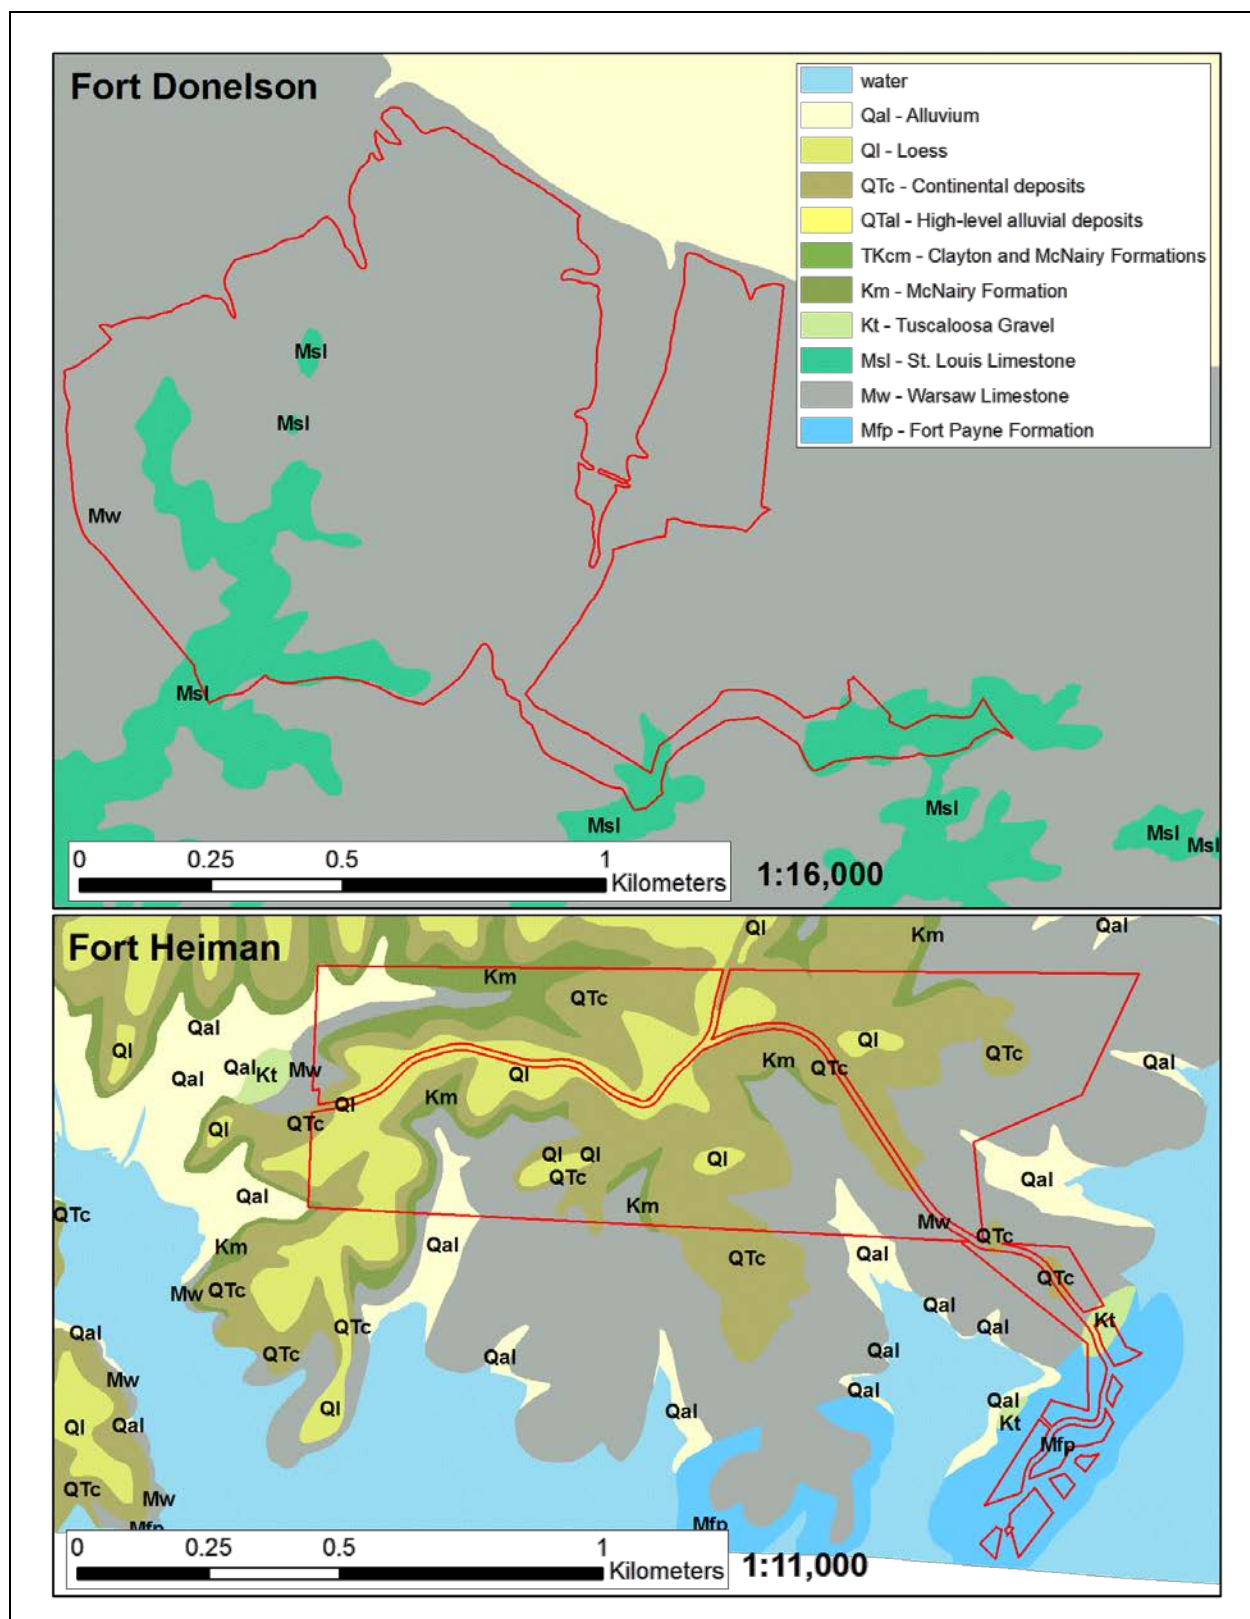 Fort Donelson
water
Qal - Alluvium
Ql - Loess
QTc - Continental deposits
QTal - High-level alluvial deposits
TKcm - Clayton and McNairy Formations
Km - McNairy Formation
Kt - Tuscaloosa Gravel
Msl - St. Louis Limestone
Mw - Warsaw Limestone
Mfp - Fort Payne Formation
Msl
Msl
Mw
Msl
Msl
Msl
Msl
Msl
0 0.25 0.5 1
Kilometers
1:16,000
Fort Heiman
Ql
Km
Qal
Km
QTc
Qal
Ql
Ql
QTc
Qal
Qal
Kt
Mw
Km
QTc
Qal
Ql
Km
Ql
QTc
Ql
Ql
Ql
Ql
QTc
Qal
Qal
Km
QTc
Mw
Km
Qal
Qal
QTc
QTc
Mw
QTc
QTc
Qal
Qal
Kt
Qal
QTc
QTc
Qal
Qal
Mw
Qal
Qal
Ql
Qal
Ql
Qal
Kt
Mfp
QTc
Mw
Mfp
Mfp
0 0.25 0.5 1
Kilometers
1:11,000